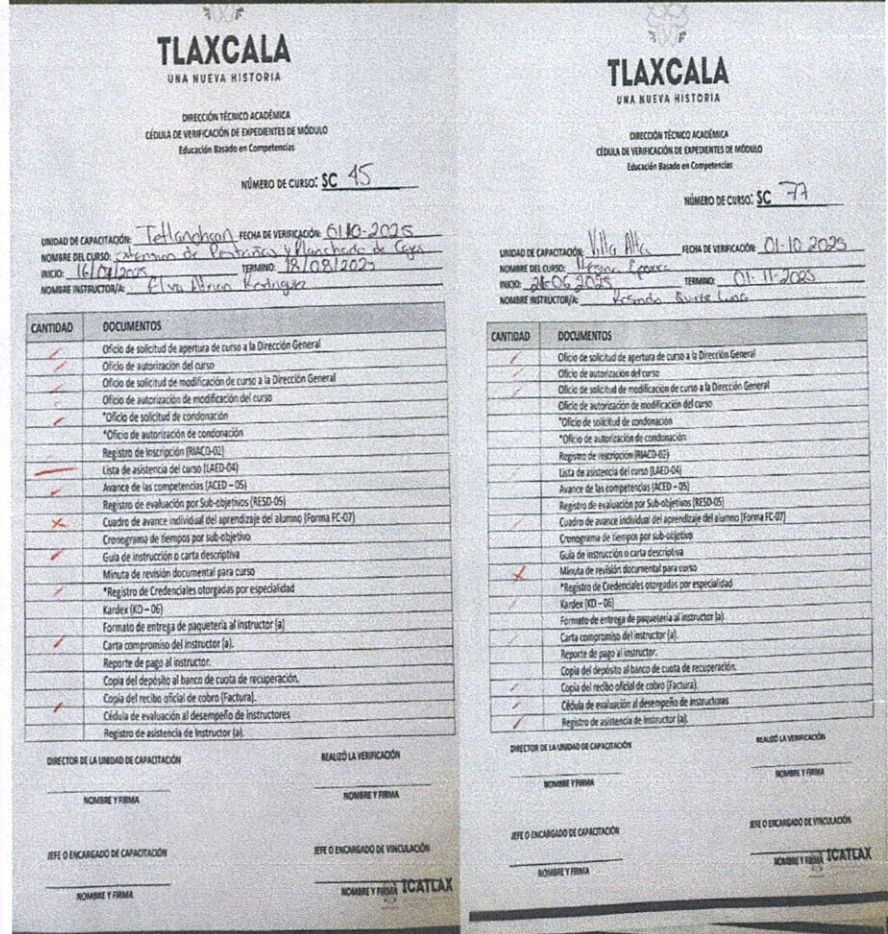 TLAXCALA
UNA NUEVA HISTORIA
DIRECCIÓN TÉCNICO ACADÉMICA
CÉDULA DE VERIFICACIÓN DE EXPEDIENTES DE MÓDULO
Educación Basado en Competencias
NÚMERO DE CURSO: SC 45
UNIDAD DE CAPACITACIÓN: FECHA DE VERIFICACIÓN:
NOMBRE DEL CURSO: de Pestañas y Planchado de
INICIO: TERMINO: 18/08/2025
NOMBRE INSTRUCTOR/A: Elva Rodriguez
CANTIDAD DOCUMENTOS
Oficio de solicitud de apertura de curso a la Dirección General
Oficio de autorización del curso
Oficio de solicitud de modificación de curso a la Dirección General
Oficio de autorización de modificación del curso
*Oficio de solicitud de condonación
*Oficio de autorización de condonación
Registro de Inscripción (RIACD-02)
Lista de asistencia del curso (LAED-04)
Avance de las competencias (ACED – 05)
Registro de evaluación por Sub-objetivos (RESD-05)
Cuadro de avance individual del aprendizaje del alumno (Forma FC-07)
Cronograma de tiempos por sub-objetivo
Guía de instrucción o carta descriptiva
Minuta de revisión documental para curso
*Registro de Credenciales otorgadas por especialidad
Kardex (KD – 06)
Formato de entrega de paquetería al instructor (a)
Carta compromiso del instructor (a).
Reporte de pago al instructor.
Copia del depósito al banco de cuota de recuperación.
Copia del recibo oficial de cobro (Factura).
Cédula de evaluación al desempeño de instructores
Registro de asistencia de Instructor (a).
DIRECTOR DE LA UNIDAD DE CAPACITACIÓN REALIZÓ LA VERIFICACIÓN
NOMBRE Y FIRMA NOMBRE Y FIRMA
JEFE O ENCARGADO DE CAPACITACIÓN JEFE O ENCARGADO DE VINCULACIÓN
NOMBRE Y FIRMA NOMBRE Y FIRMA ICATLAX
TLAXCALA
UNA NUEVA HISTORIA
DIRECCIÓN TÉCNICO ACADÉMICA
CÉDULA DE VERIFICACIÓN DE EXPEDIENTES DE MÓDULO
Educación Basado en Competencias
NÚMERO DE CURSO: SC 77
UNIDAD DE CAPACITACIÓN: Villa Alta FECHA DE VERIFICACIÓN: 01-10-2025
NOMBRE DEL CURSO:
INICIO: TERMINO: 01-11-2025
NOMBRE INSTRUCTOR/A:
CANTIDAD DOCUMENTOS
Oficio de solicitud de apertura de curso a la Dirección General
Oficio de autorización del curso
Oficio de solicitud de modificación de curso a la Dirección General
Oficio de autorización de modificación del curso
*Oficio de solicitud de condonación
*Oficio de autorización de condonación
Registro de inscripción (RIACD-02)
Lista de asistencia del curso (LAED-04)
Avance de las competencias (ACED – 05)
Registro de evaluación por Sub-objetivos (RESD-05)
Cuadro de avance individual del aprendizaje del alumno (Forma FC-07)
Cronograma de tiempos por sub-objetivo
Guía de instrucción o carta descriptiva
Minuta de revisión documental para curso
*Registro de Credenciales otorgadas por especialidad
Kardex (KD – 06)
Formato de entrega de paquetería al instructor (a).
Carta compromiso del instructor (a).
Reporte de pago al instructor.
Copia del depósito al banco de cuota de recuperación.
Copia del recibo oficial de cobro (Factura).
Cédula de evaluación al desempeño de instructores
Registro de asistencia de Instructor (a).
DIRECTOR DE LA UNIDAD DE CAPACITACIÓN REALIZÓ LA VERIFICACIÓN
NOMBRE Y FIRMA NOMBRE Y FIRMA
JEFE O ENCARGADO DE CAPACITACIÓN JEFE O ENCARGADO DE VINCULACIÓN
NOMBRE Y FIRMA NOMBRE Y FIRMA ICATLAX